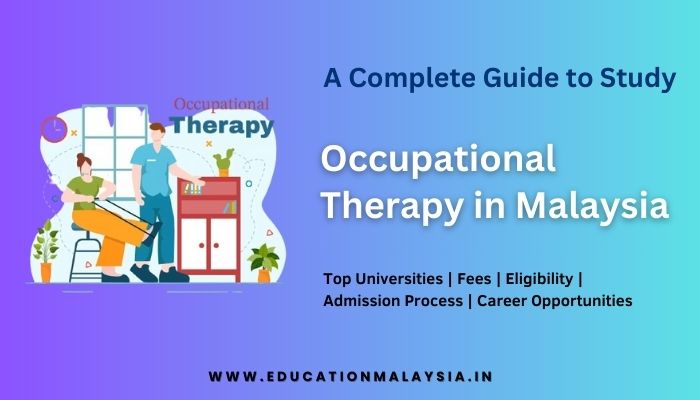 Occupational
Therapy
A Complete Guide to Study
Occupational
Therapy in Malaysia
Top Universities | Fees | Eligibility |
Admission Process | Career Opportunities
WWW.EDUCATIONMALAYSIA.IN